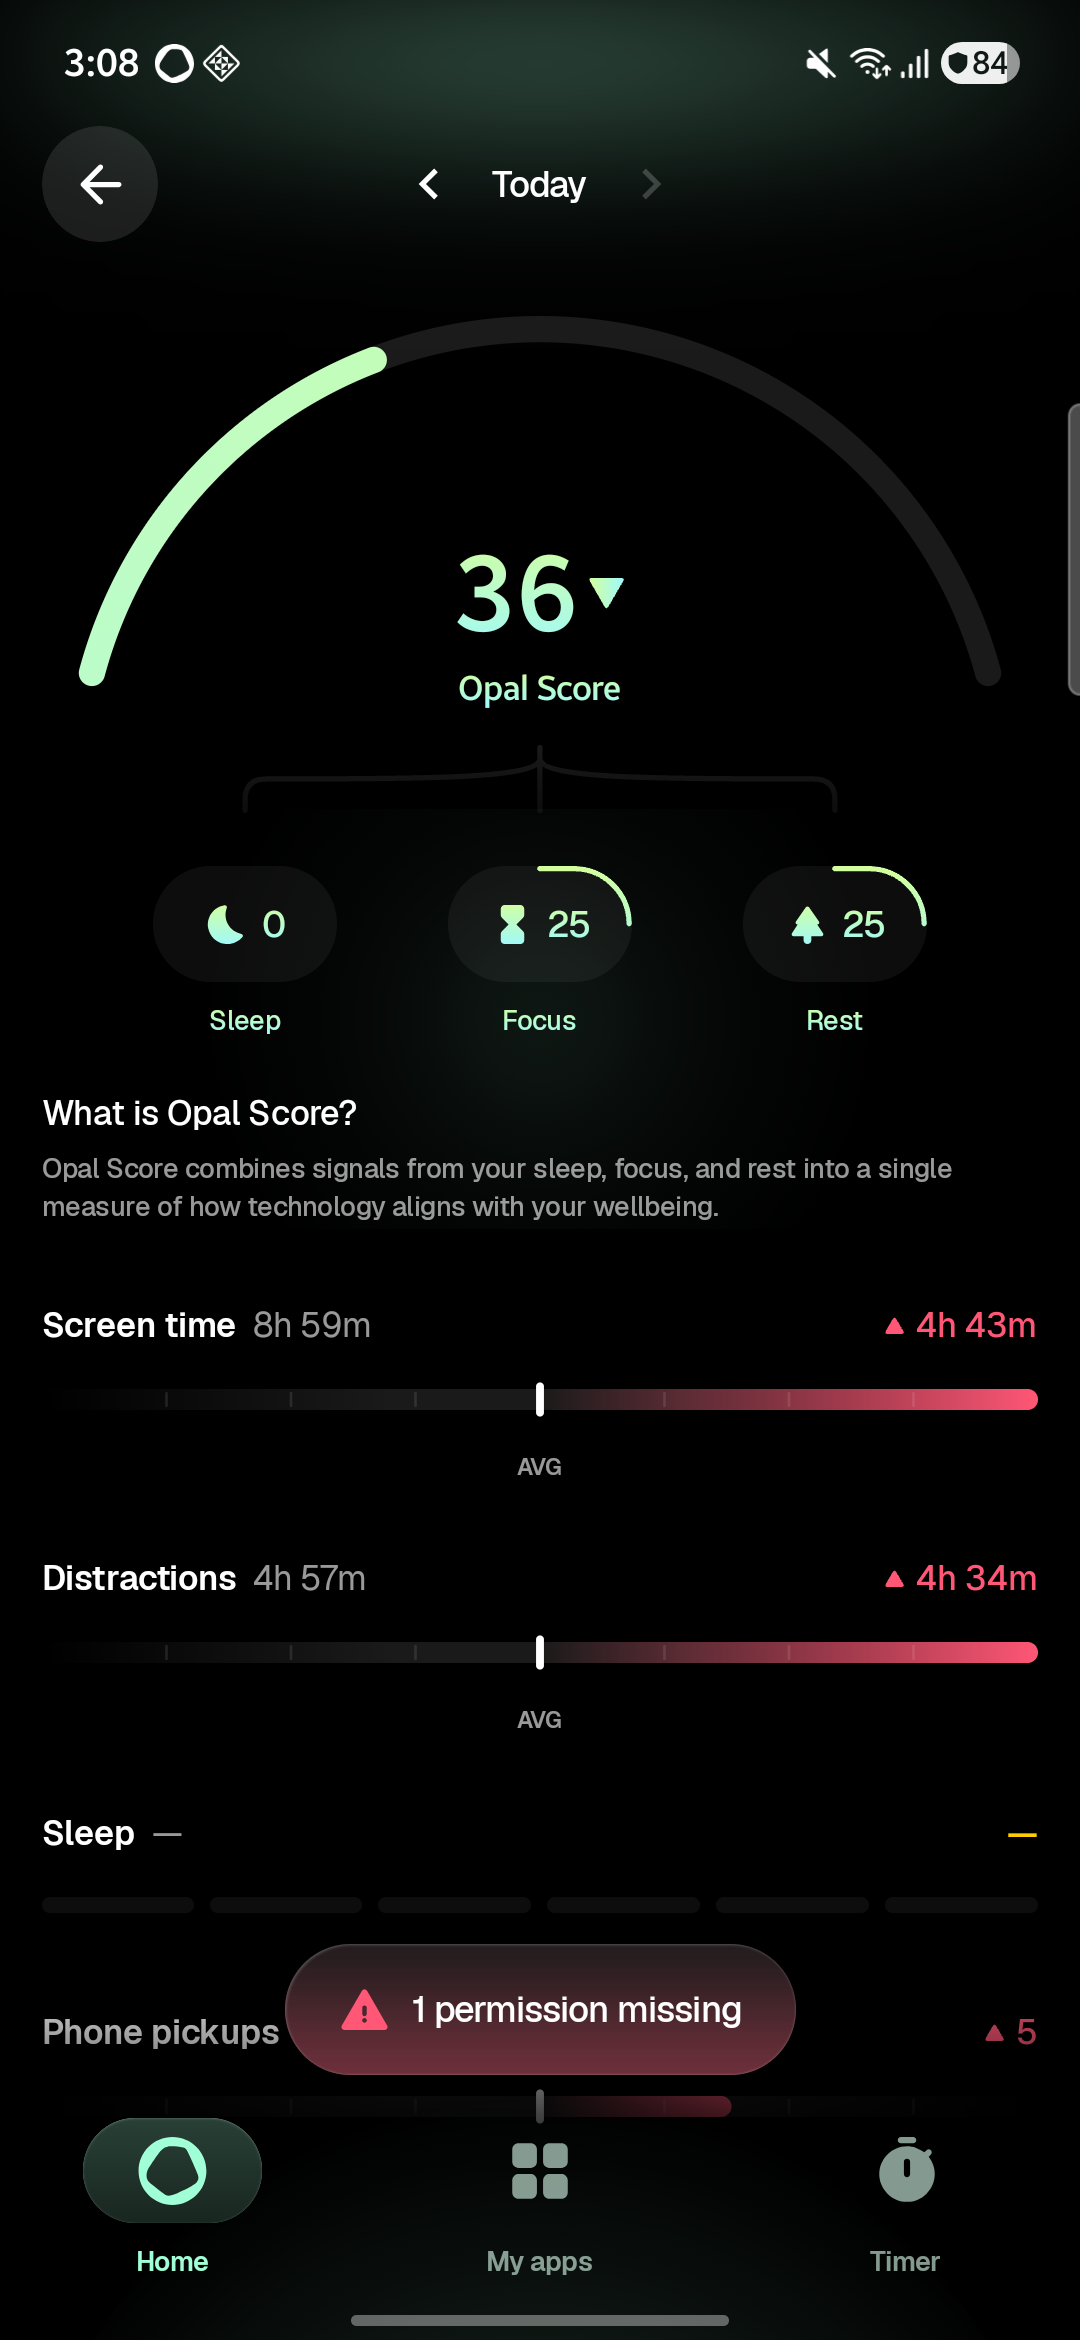 3:08
84
Today
36
Opal Score
0
25
25
Sleep
Focus
Rest
What is Opal Score?
Opal Score combines signals from your sleep, focus, and rest into a single
measure of how technology aligns with your wellbeing.
Screen time 8h 59m
4h 43m
AVG
Distractions 4h 57m
4h 34m
AVG
Sleep —
—
1 permission missing
Phone pickups
5
Home
My apps
Timer